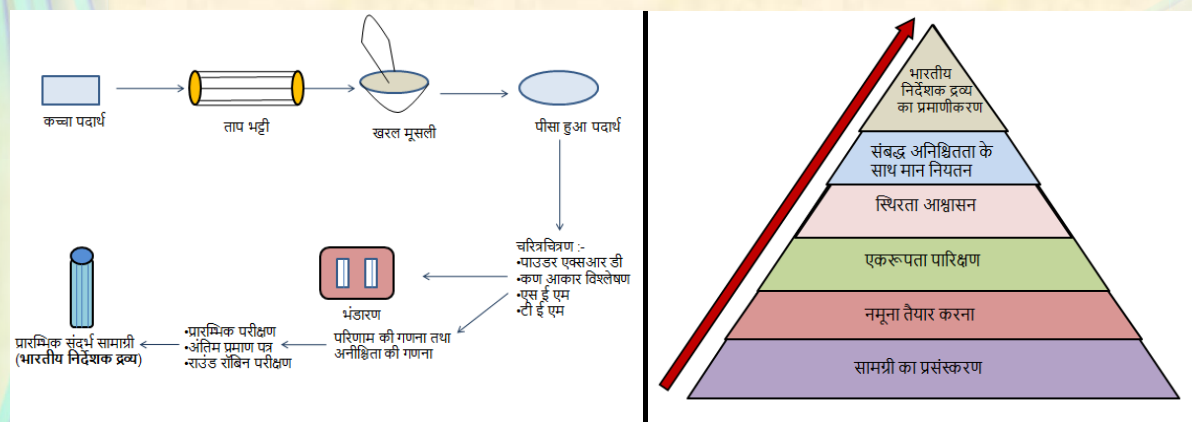 कच्चा पदार्थ
ताप भट्टी
खरल मूसली
पीसा हुआ पदार्थ
चरित्रचित्रण :-
•पाउडर एक्सआर डी
•कण आकार विश्लेषण
•एस ई एम
•टी ई एम
भंडारण
परिणाम की गणना तथा
अनीश्चिता की गणना
•प्रारम्भिक परीक्षण
•अंतिम प्रमाण पत्र
•राउंड रॉबिन परीक्षण
प्रारम्भिक संदर्भ सामाग्री
(भारतीय निर्देशक द्रव्य)
भारतीय
निर्देशक द्रव्य
का प्रमाणीकरण
संबद्ध अनिश्चितता के
साथ मान नियतन
स्थिरता आश्वासन
एकरूपता पारिक्षण
नमूना तैयार करना
सामग्री का प्रसंस्करण